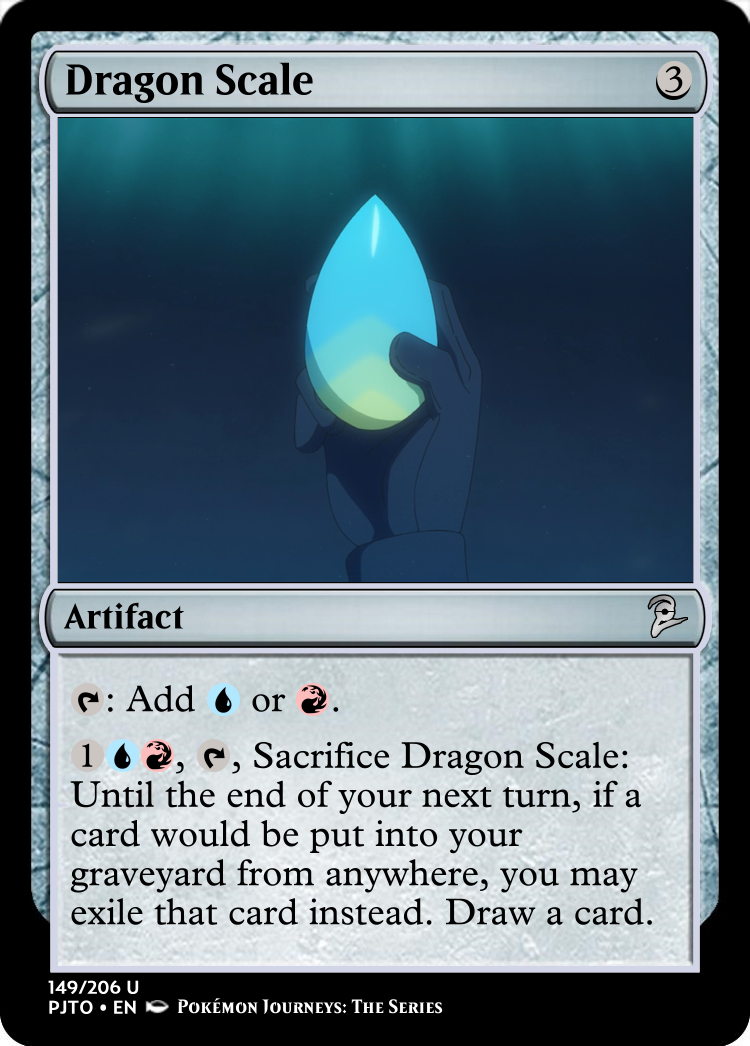 Dragon Scale 3
Artifact
: Add or .
1 , , Sacrifice Dragon Scale:
Until the end of your next turn, if a
card would be put into your
graveyard from anywhere, you may
exile that card instead. Draw a card.
149/206 U
PJTO • EN Pokémon Journeys: The Series